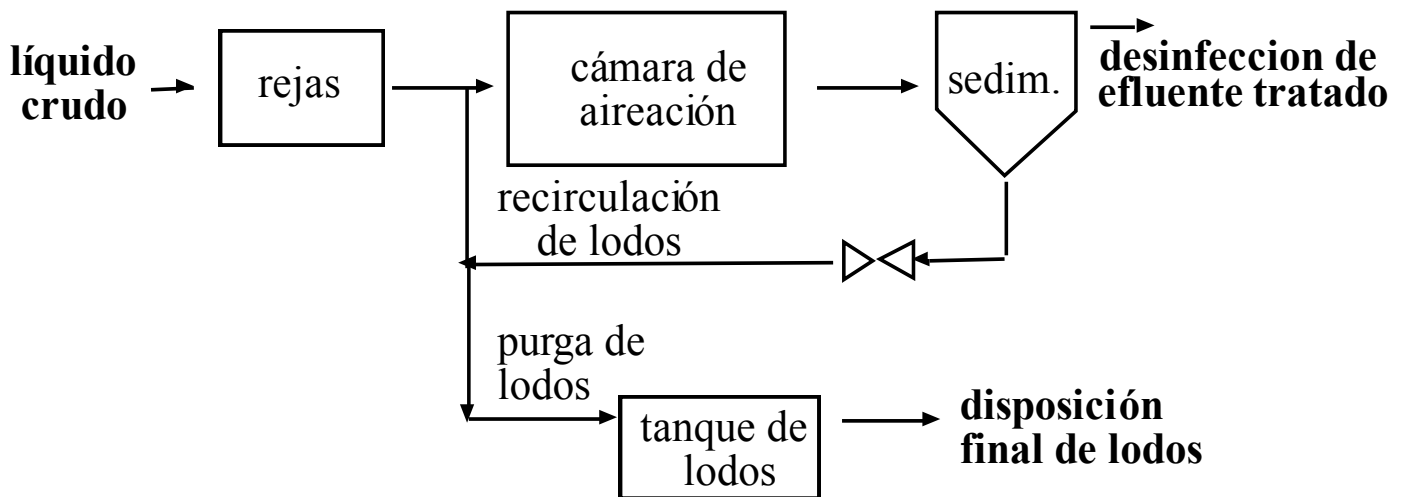 líquido
crudo
rejas
cámara de
aireación
sedim.
desinfeccion de
efluente tratado
recirculación
de lodos
purga de
lodos
tanque de
lodos
disposición
final de lodos